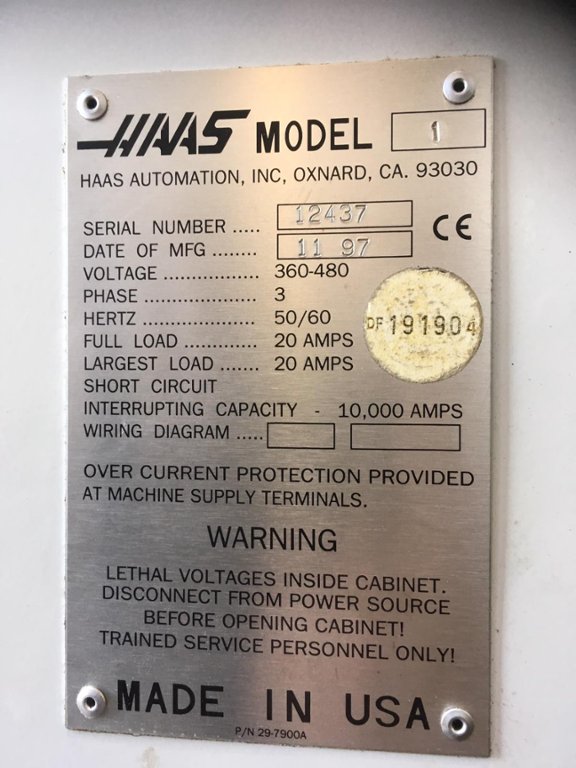 HAAS MODEL 1
HAAS AUTOMATION, INC, OXNARD, CA. 93030
SERIAL NUMBER ..... 12437
CE
DATE OF MFG ........ 11 97
VOLTAGE ................. 360-480
PHASE .................... 3
HERTZ .................... 50/60
FULL LOAD ............. 20 AMPS
LARGEST LOAD ....... 20 AMPS
DF 191904
SHORT CIRCUIT
INTERRUPTING CAPACITY - 10,000 AMPS
WIRING DIAGRAM .....
OVER CURRENT PROTECTION PROVIDED
AT MACHINE SUPPLY TERMINALS.
WARNING
LETHAL VOLTAGES INSIDE CABINET.
DISCONNECT FROM POWER SOURCE
BEFORE OPENING CABINET!
TRAINED SERVICE PERSONNEL ONLY!
MADE IN USA
P/N 29-7900A